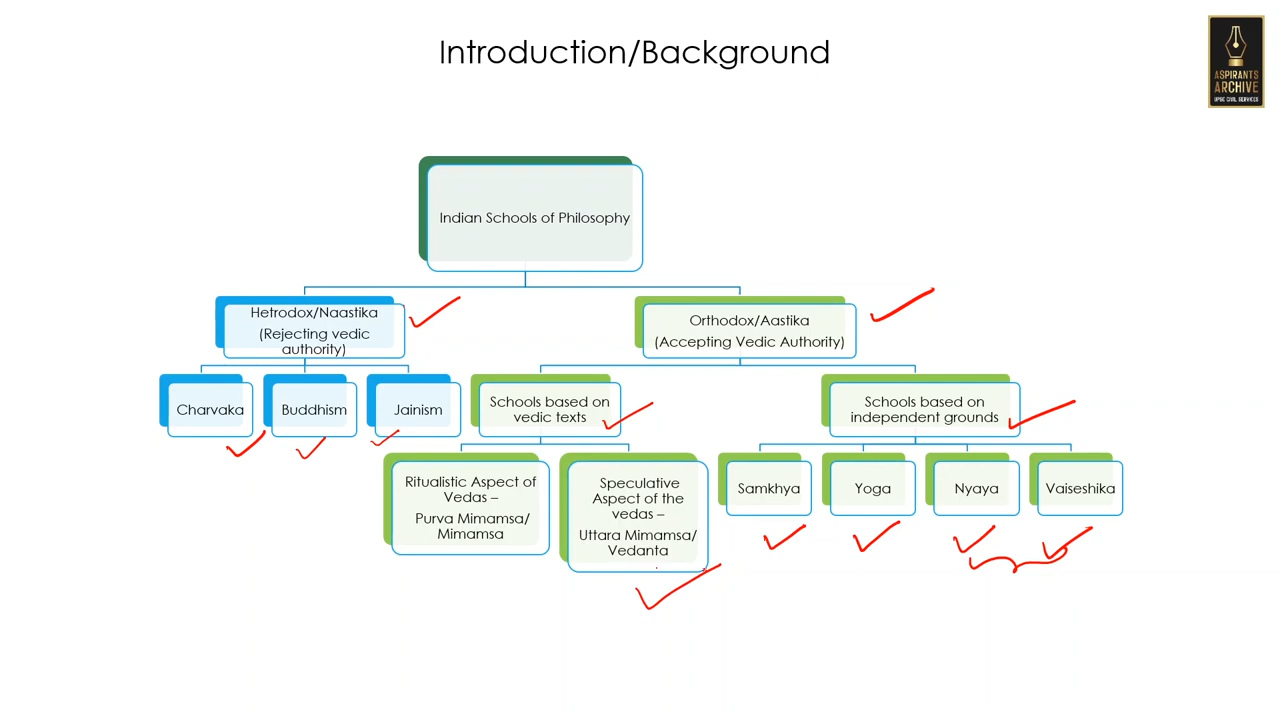 Introduction/Background
ASPIRANTS
ARCHIVE
UPSC CIVIL SERVICES
Indian Schools of Philosophy
Hetrodox/Naastika
(Rejecting vedic
authority)
Orthodox/Aastika
(Accepting Vedic Authority)
Charvaka
Buddhism
Jainism
Schools based on
vedic texts
Schools based on
independent grounds
Ritualistic Aspect of
Vedas –
Purva Mimamsa/
Mimamsa
Speculative
Aspect of the
vedas –
Uttara Mimamsa/
Vedanta
Samkhya
Yoga
Nyaya
Vaiseshika